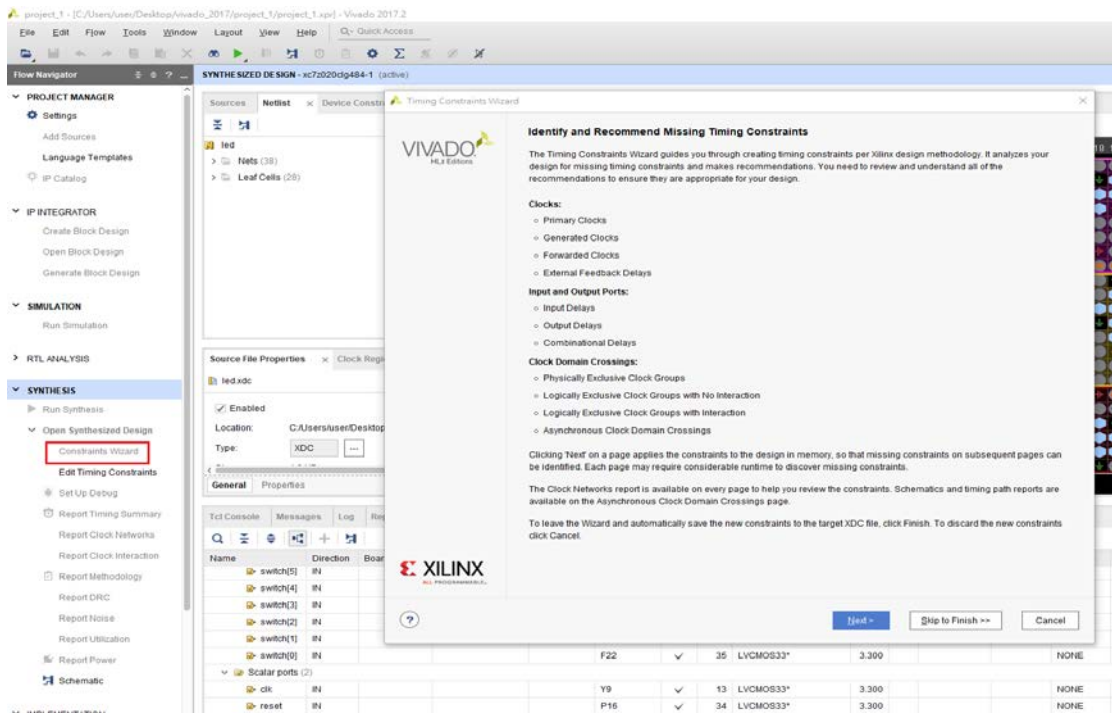 project_1 - [C:/Users/user/Desktop/vivado_2017/project_1/project_1.xpr] - Vivado 2017.2
File Edit Flow Tools Window Layout View Help Quick Access
Flow Navigator
SYNTHESIZED DESIGN - xc7z020clg484-1 (active)
PROJECT MANAGER
Settings
Add Sources
Language Templates
IP Catalog
IP INTEGRATOR
Create Block Design
Open Block Design
Generate Block Design
SIMULATION
Run Simulation
RTL ANALYSIS
SYNTHESIS
Run Synthesis
Open Synthesized Design
Constraints Wizard
Edit Timing Constraints
Set Up Debug
Report Timing Summary
Report Clock Networks
Report Clock Interaction
Report Methodology
Report DRC
Report Noise
Report Utilization
Report Power
Schematic
Sources Netlist Device Constr
led
Nets (38)
Leaf Cells (28)
Source File Properties Clock Regi
led.xdc
Enabled
Location: C:/Users/user/Desktop
Type: XDC
General Properties
Tcl Console Messages Log Rep
Name Direction Boar
switch[5] IN
switch[4] IN
switch[3] IN
switch[2] IN
switch[1] IN
switch[0] IN F22 35 LVCMOS33* 3.300 NONE
Scalar ports (2)
clk IN Y9 13 LVCMOS33* 3.300 NONE
reset IN P16 34 LVCMOS33* 3.300 NONE
Timing Constraints Wizard
VIVADO
HLx Editions
Identify and Recommend Missing Timing Constraints
The Timing Constraints Wizard guides you through creating timing constraints per Xilinx design methodology. It analyzes your
design for missing timing constraints and makes recommendations. You need to review and understand all of the
recommendations to ensure they are appropriate for your design.
Clocks:
Primary Clocks
Generated Clocks
Forwarded Clocks
External Feedback Delays
Input and Output Ports:
Input Delays
Output Delays
Combinational Delays
Clock Domain Crossings:
Physically Exclusive Clock Groups
Logically Exclusive Clock Groups with No Interaction
Logically Exclusive Clock Groups with Interaction
Asynchronous Clock Domain Crossings
Clicking 'Next' on a page applies the constraints to the design in memory, so that missing constraints on subsequent pages can
be identified. Each page may require considerable runtime to discover missing constraints.
The Clock Networks report is available on every page to help you review the constraints. Schematics and timing path reports are
available on the Asynchronous Clock Domain Crossings page.
To leave the Wizard and automatically save the new constraints to the target XDC file, click Finish. To discard the new constraints
click Cancel.
XILINX
ALL PROGRAMMABLE
Next > Skip to Finish >> Cancel